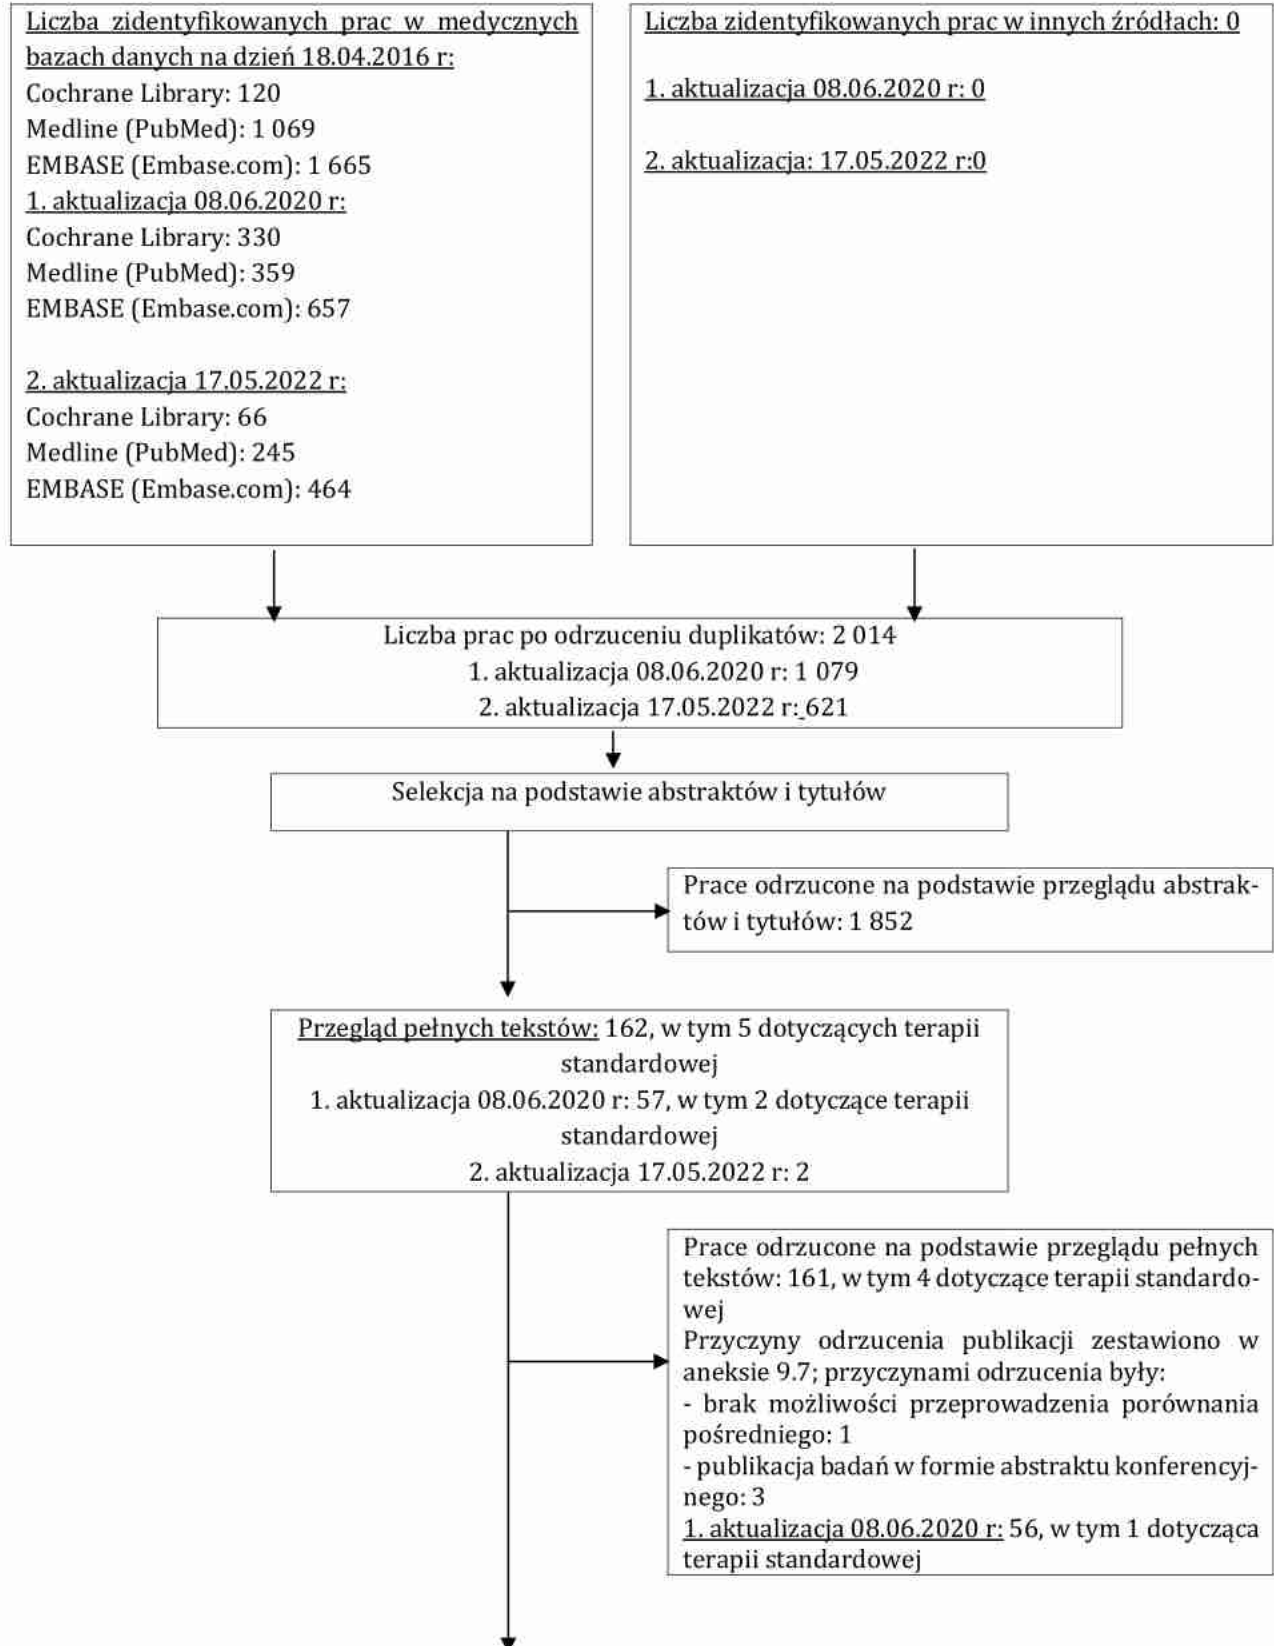 Liczba zidentyfikowanych prac w medycznych
bazach danych na dzień 18.04.2016 r:
Cochrane Library: 120
Medline (PubMed): 1 069
EMBASE (Embase.com): 1 665
1. aktualizacja 08.06.2020 r:
Cochrane Library: 330
Medline (PubMed): 359
EMBASE (Embase.com): 657
2. aktualizacja 17.05.2022 r:
Cochrane Library: 66
Medline (PubMed): 245
EMBASE (Embase.com): 464
Liczba zidentyfikowanych prac w innych źródłach: 0
1. aktualizacja 08.06.2020 r: 0
2. aktualizacja: 17.05.2022 r:0
Liczba prac po odrzuceniu duplikatów: 2 014
1. aktualizacja 08.06.2020 r: 1 079
2. aktualizacja 17.05.2022 r: 621
Selekcja na podstawie abstraktów i tytułów
Prace odrzucone na podstawie przeglądu abstrak-
tów i tytułów: 1 852
Przegląd pełnych tekstów: 162, w tym 5 dotyczących terapii
standardowej
1. aktualizacja 08.06.2020 r: 57, w tym 2 dotyczące terapii
standardowej
2. aktualizacja 17.05.2022 r: 2
Prace odrzucone na podstawie przeglądu pełnych
tekstów: 161, w tym 4 dotyczące terapii standardo-
wej
Przyczyny odrzucenia publikacji zestawiono w
aneksie 9.7; przyczynami odrzucenia były:
- brak możliwości przeprowadzenia porównania
pośredniego: 1
- publikacja badań w formie abstraktu konferencyj-
nego: 3
1. aktualizacja 08.06.2020 r: 56, w tym 1 dotycząca
terapii standardowej